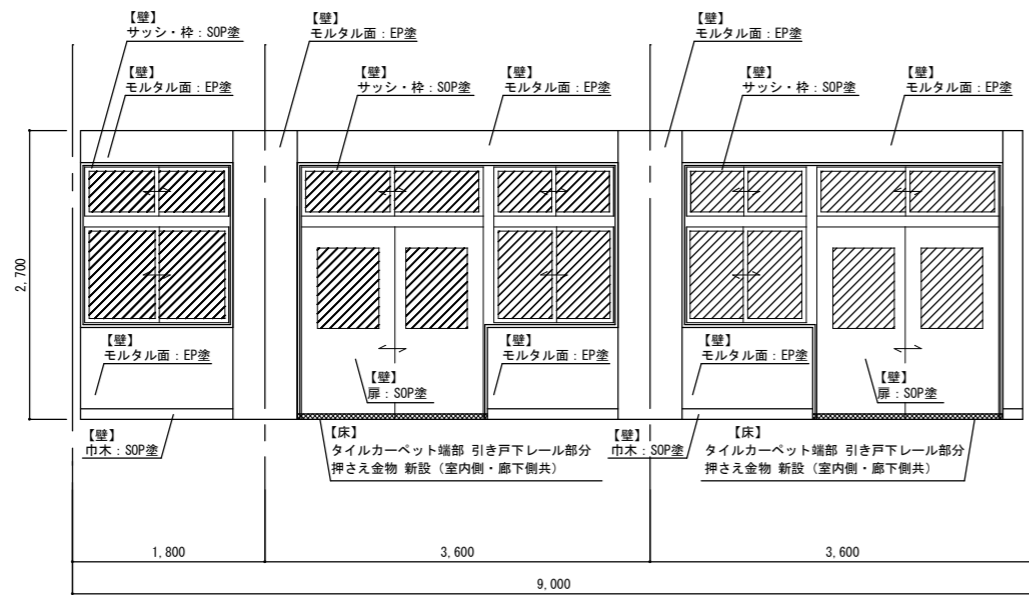 【壁】
サッシ・枠：SOP塗
【壁】
モルタル面：EP塗
【壁】
モルタル面：EP塗
【壁】
モルタル面：EP塗
【壁】
サッシ・枠：SOP塗
【壁】
モルタル面：EP塗
【壁】
サッシ・枠：SOP塗
【壁】
モルタル面：EP塗
2,700
【壁】
モルタル面：EP塗
【壁】
扉：SOP塗
【壁】
モルタル面：EP塗
【壁】
モルタル面：EP塗
【壁】
扉：SOP塗
【壁】
巾木：SOP塗
【床】
タイルカーペット端部 引き戸下レール部分
押さえ金物 新設（室内側・廊下側共）
【壁】
巾木：SOP塗
【床】
タイルカーペット端部 引き戸下レール部分
押さえ金物 新設（室内側・廊下側共）
1,800
3,600
3,600
9,000